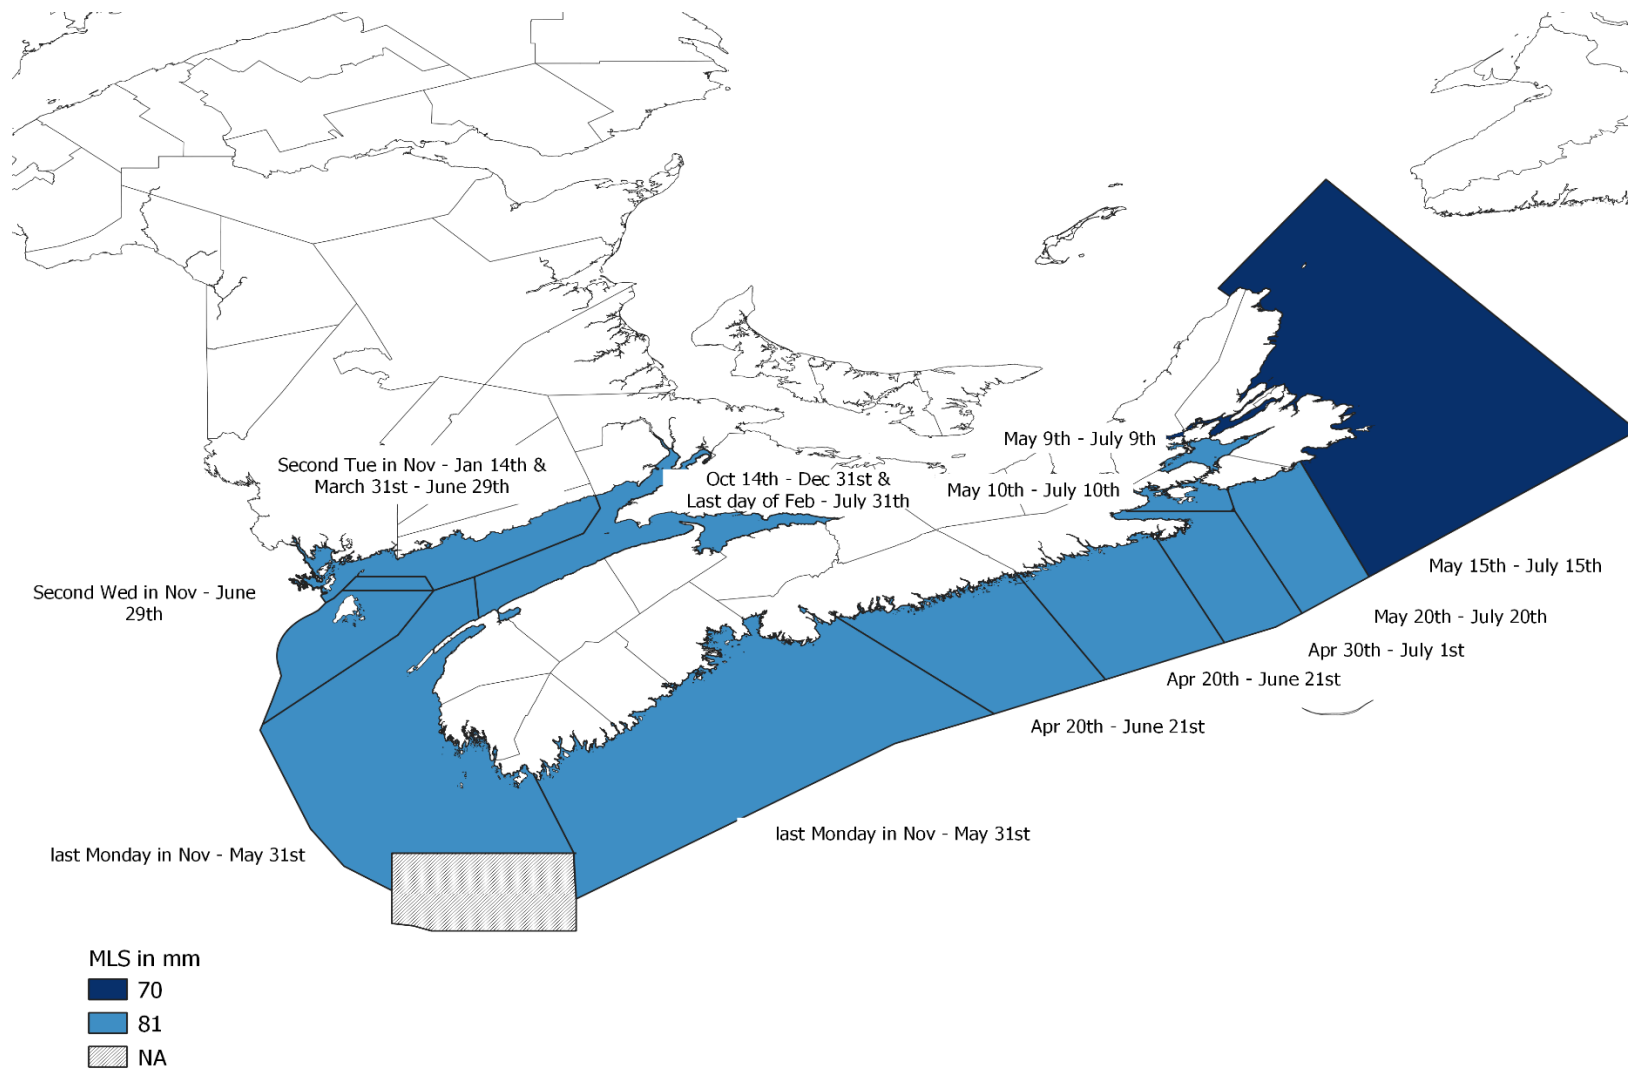 May 9th - July 9th
Second Tue in Nov - Jan 14th &
March 31st - June 29th
Oct 14th - Dec 31st &
Last day of Feb - July 31th
May 10th - July 10th
May 15th - July 15th
Second Wed in Nov - June
29th
May 20th - July 20th
Apr 30th - July 1st
Apr 20th - June 21st
Apr 20th - June 21st
last Monday in Nov - May 31st
last Monday in Nov - May 31st
MLS in mm
70
81
NA